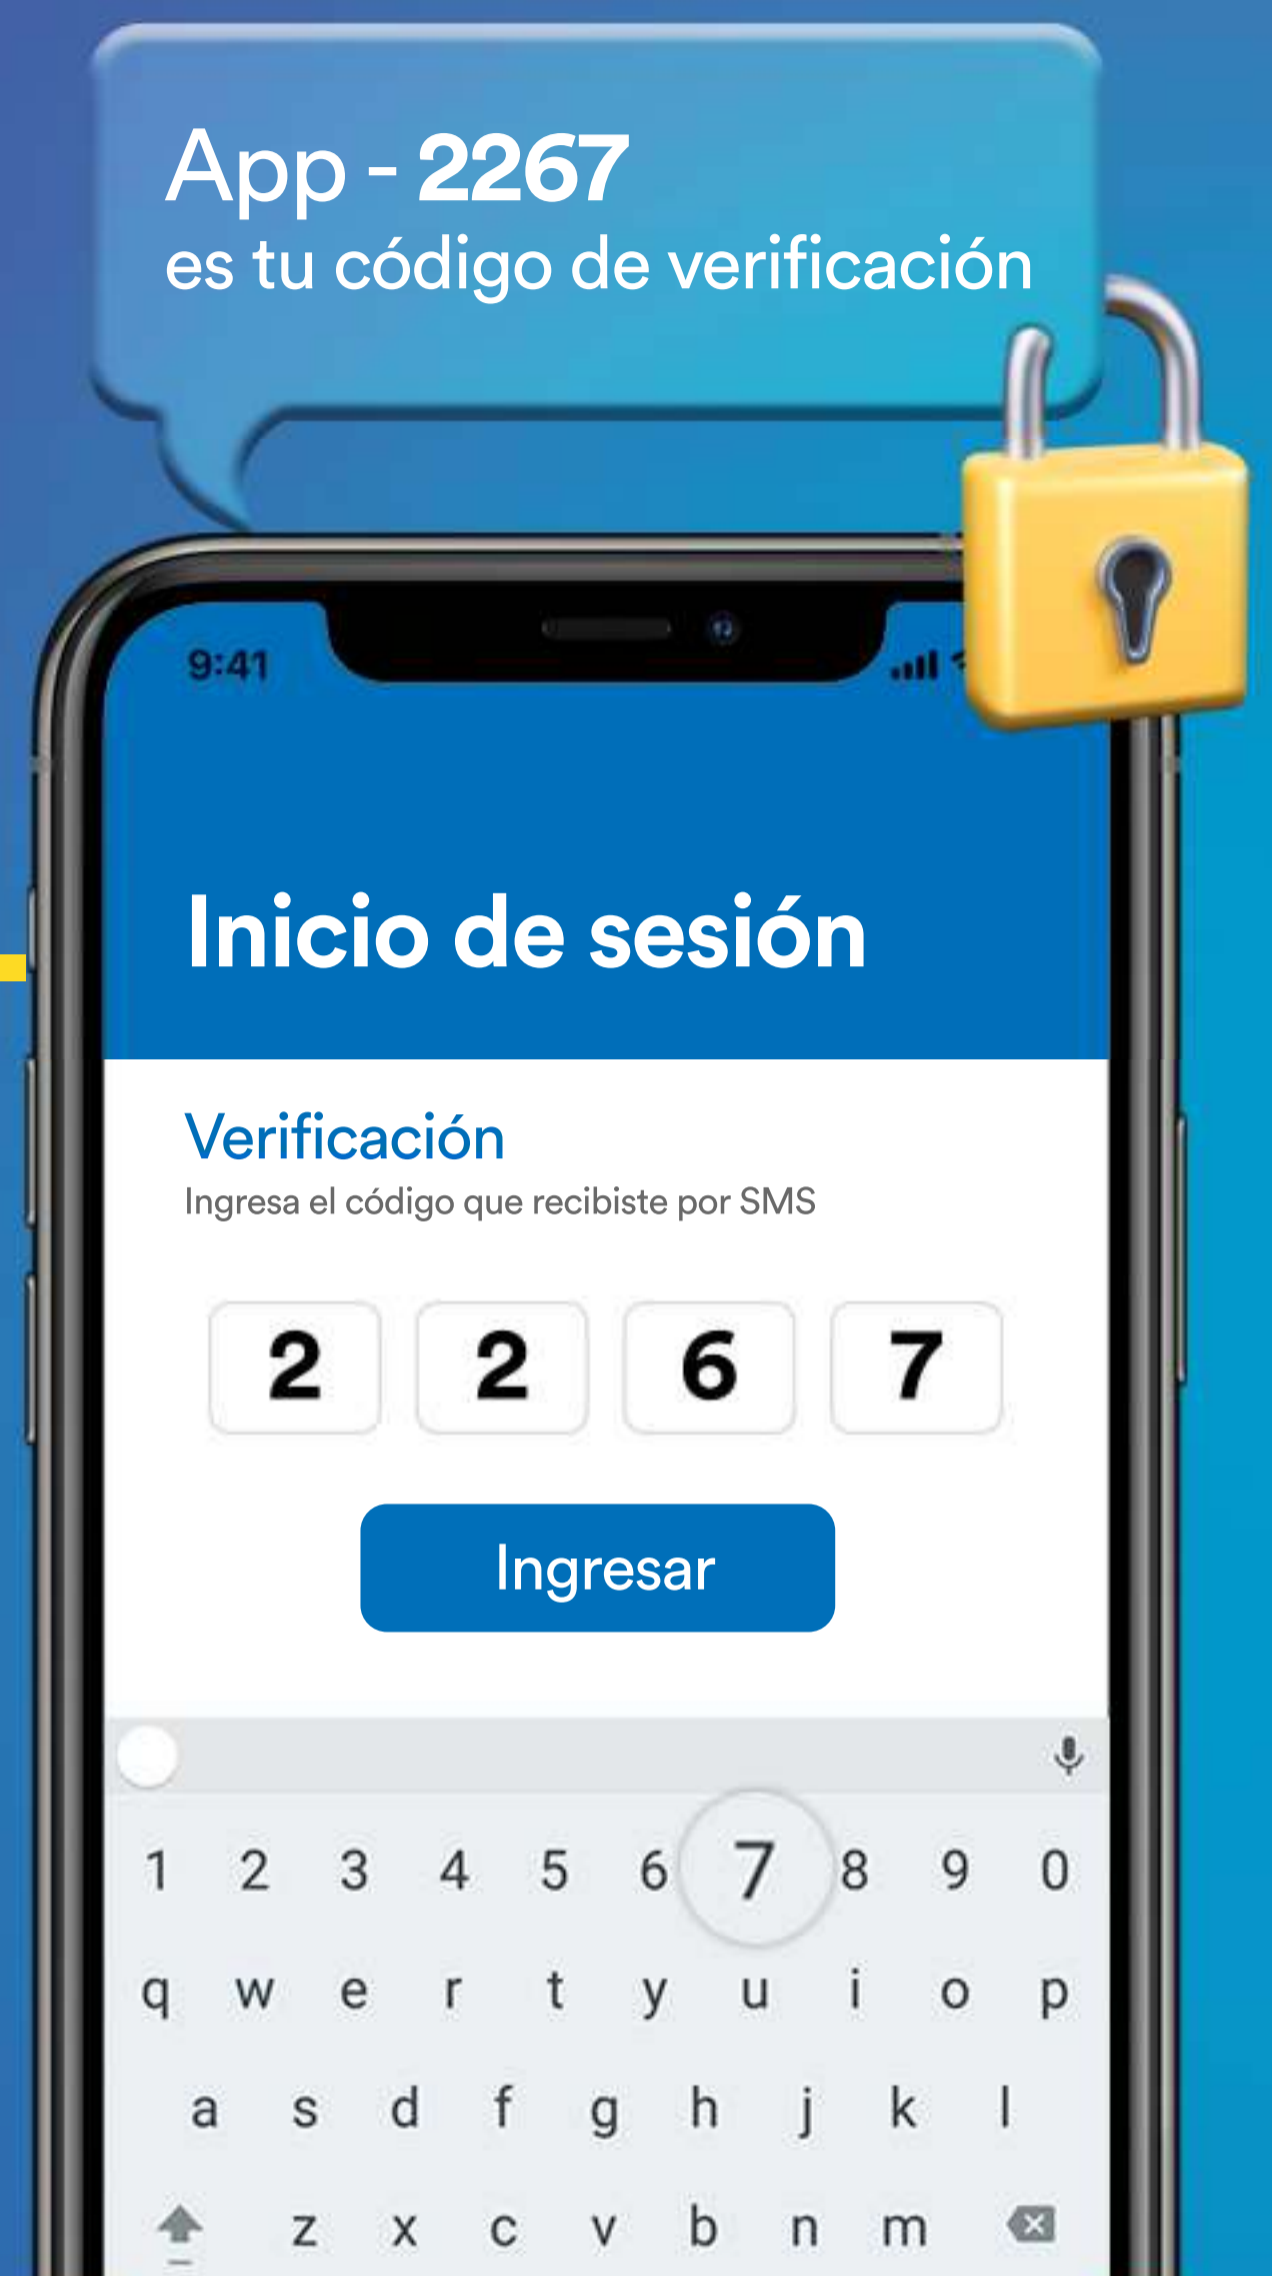 App - 2267
es tu código de verificación
9:41
Inicio de sesión
Verificación
Ingresa el código que recibiste por SMS
2 2 6 7
Ingresar
1 2 3 4 5 6 7 8 9 0
q w e r t y u i o p
a s d f g h j k l
z x c v b n m